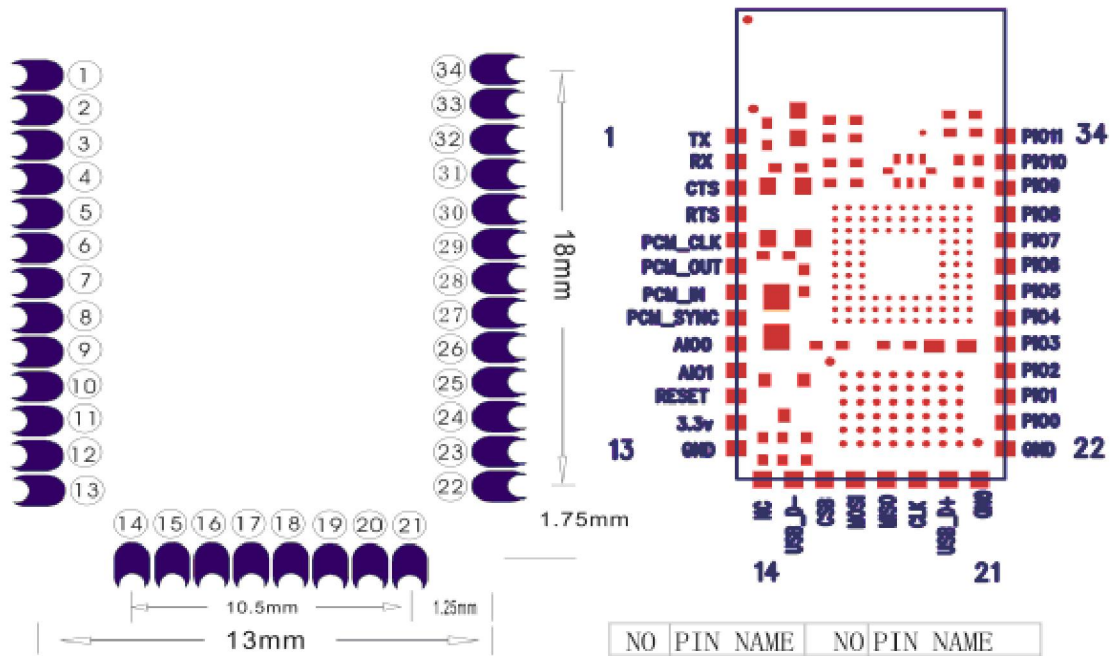 1
2
3
4
5
6
7
8
9
10
11
12
13
34
33
32
31
30
29
28
27
26
25
24
23
22
14 15 16 17 18 19 20 21
18mm
1.75mm
10.5mm
1.25mm
13mm
1
TX
RX
CTS
RTS
PCM_CLK
PCM_OUT
PCM_IN
PCM_SYNC
AIO0
AIO1
RESET
3.3v
13 GND
PIO11 34
PIO10
PIO9
PIO8
PIO7
PIO6
PIO5
PIO4
PIO3
PIO2
PIO1
PIO0
GND 22
NC
USB_D-
CSB
MOSI
MISO
CLK
USB_D+
GND
14
21
NO PIN NAME NO PIN NAME